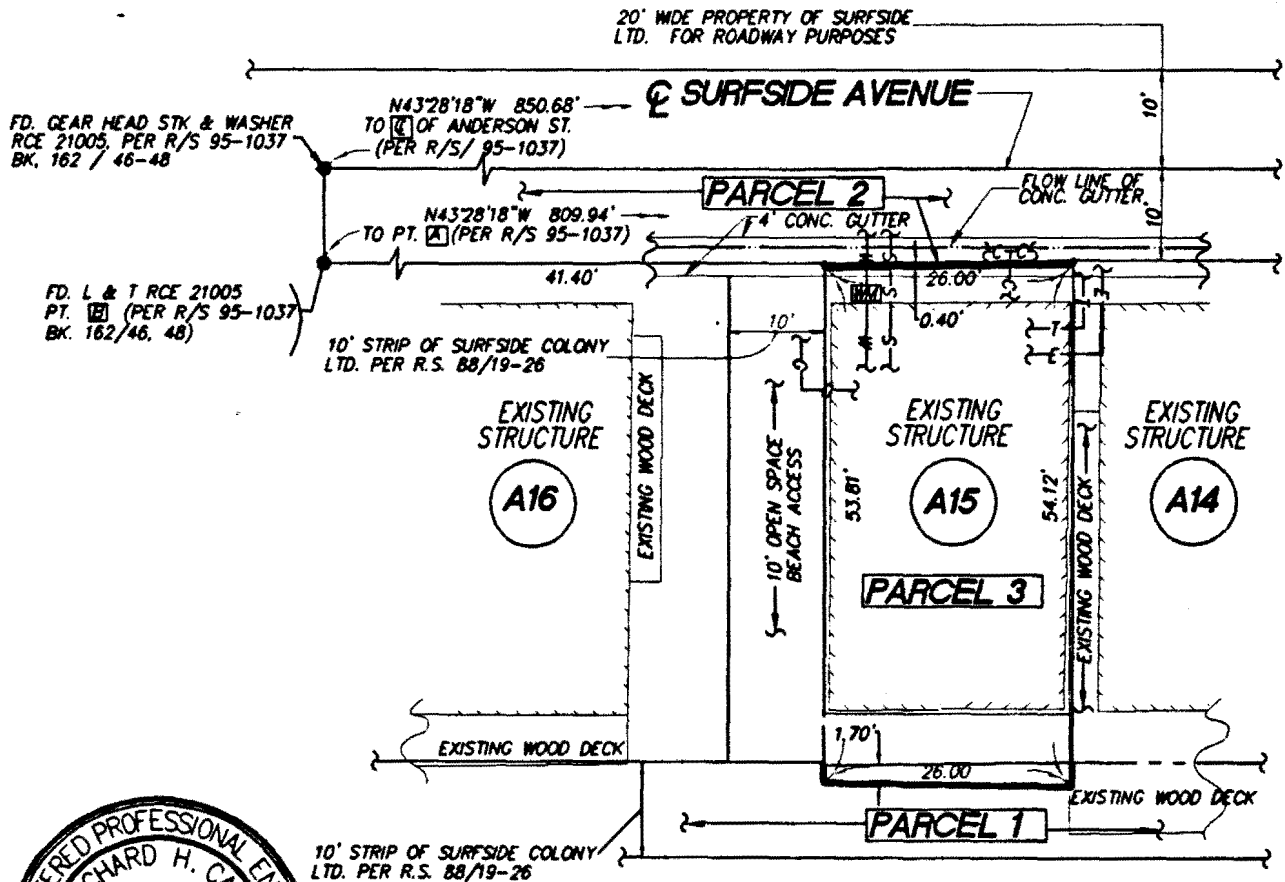 20' WIDE PROPERTY OF SURFSIDE
LTD. FOR ROADWAY PURPOSES
℄ SURFSIDE AVENUE
10'
N43°28'18"W 850.68'
TO ℄ OF ANDERSON ST.
(PER R/S/ 95-1037)
FD. GEAR HEAD STK & WASHER
RCE 21005, PER R/S 95-1037
BK. 162 / 46-48
PARCEL 2
FLOW LINE OF
CONC. GUTTER
10'
N43°28'18"W 809.94'
TO PT. A (PER R/S 95-1037)
4' CONC. GUTTER
41.40'
26.00'
FD. L & T RCE 21005
PT. B (PER R/S 95-1037
BK. 162/46, 48)
10'
0.40'
W
S
S
G
T
E
10' STRIP OF SURFSIDE COLONY
LTD. PER R.S. 88/19-26
EXISTING
STRUCTURE
A16
EXISTING WOOD DECK
10' OPEN SPACE
BEACH ACCESS
53.81'
EXISTING
STRUCTURE
A15
54.12'
EXISTING WOOD DECK
EXISTING
STRUCTURE
A14
PARCEL 3
1.70'
EXISTING WOOD DECK
26.00
EXISTING WOOD DECK
PARCEL 1
10' STRIP OF SURFSIDE COLONY
LTD. PER R.S. 88/19-26
ERED PROFESSIONAL EN
CHARD H. CA